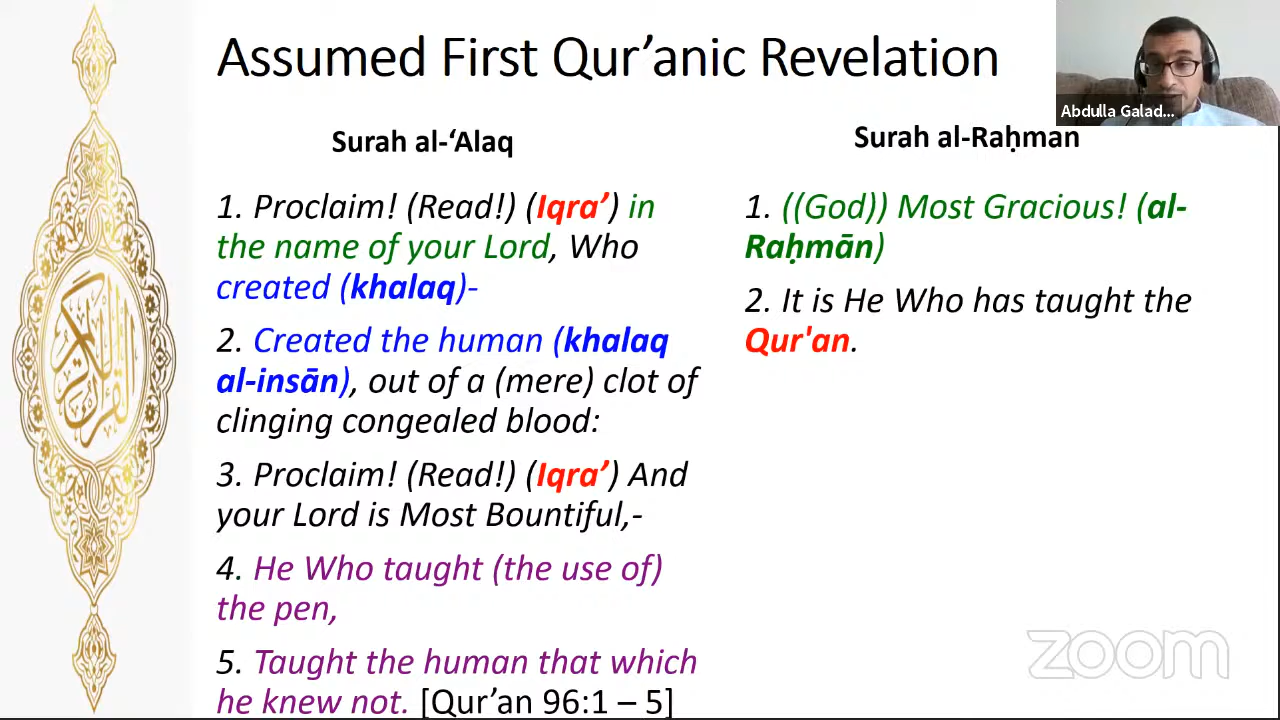 Assumed First Qur’anic Revelation
Abdulla Galad...
Surah al-‘Alaq
1. Proclaim! (Read!) (Iqra’) in
the name of your Lord, Who
created (khalaq)-
2. Created the human (khalaq
al-insān), out of a (mere) clot of
clinging congealed blood:
3. Proclaim! (Read!) (Iqra’) And
your Lord is Most Bountiful,-
4. He Who taught (the use of)
the pen,
5. Taught the human that which
he knew not. [Qur’an 96:1 – 5]
Surah al-Raḥmān
1. ((God)) Most Gracious! (al-
Raḥmān)
2. It is He Who has taught the
Qur'an.
القرآن الكريم
zoom